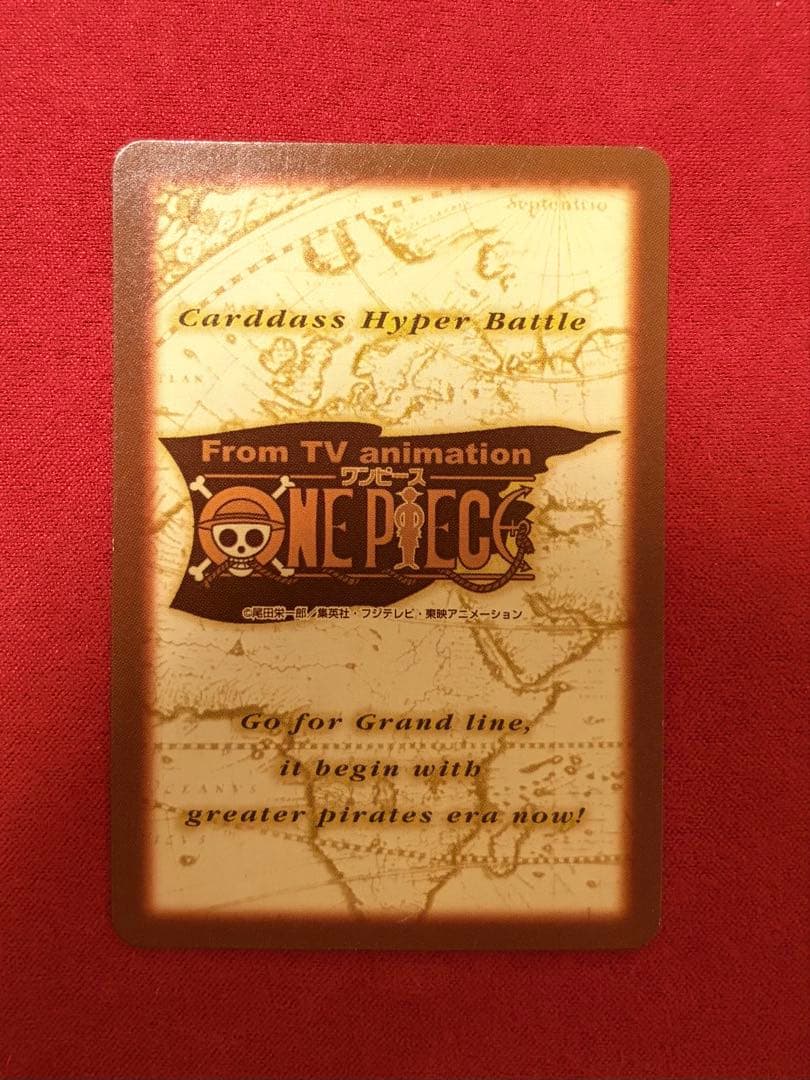 Septentrio
Carddass Hyper Battle
From TV animation
ワンピース
ONE PIECE
©尾田栄一郎／集英社・フジテレビ・東映アニメーション
Go for Grand line,
it begin with
greater pirates era now!